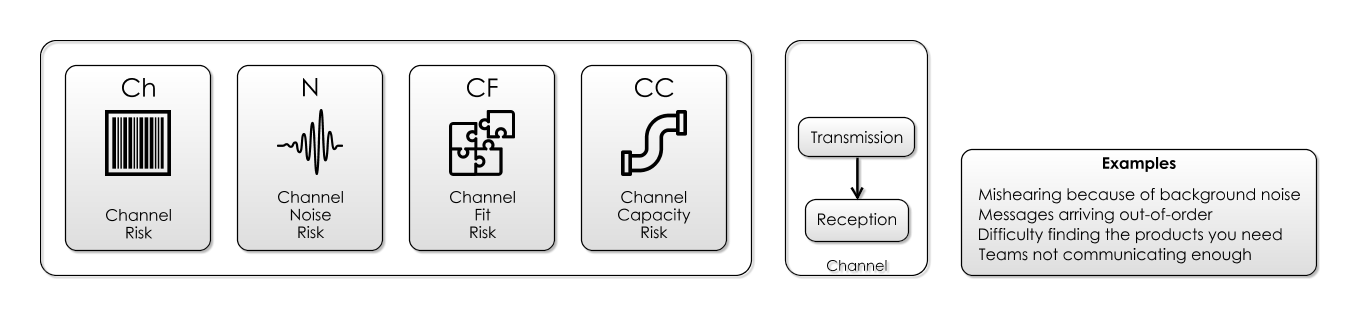 Ch
Channel
Risk
N
Channel
Noise
Risk
CF
Channel
Fit
Risk
CC
Channel
Capacity
Risk
Transmission
Reception
Channel
Examples
Mishearing because of background noise
Messages arriving out-of-order
Difficulty finding the products you need
Teams not communicating enough